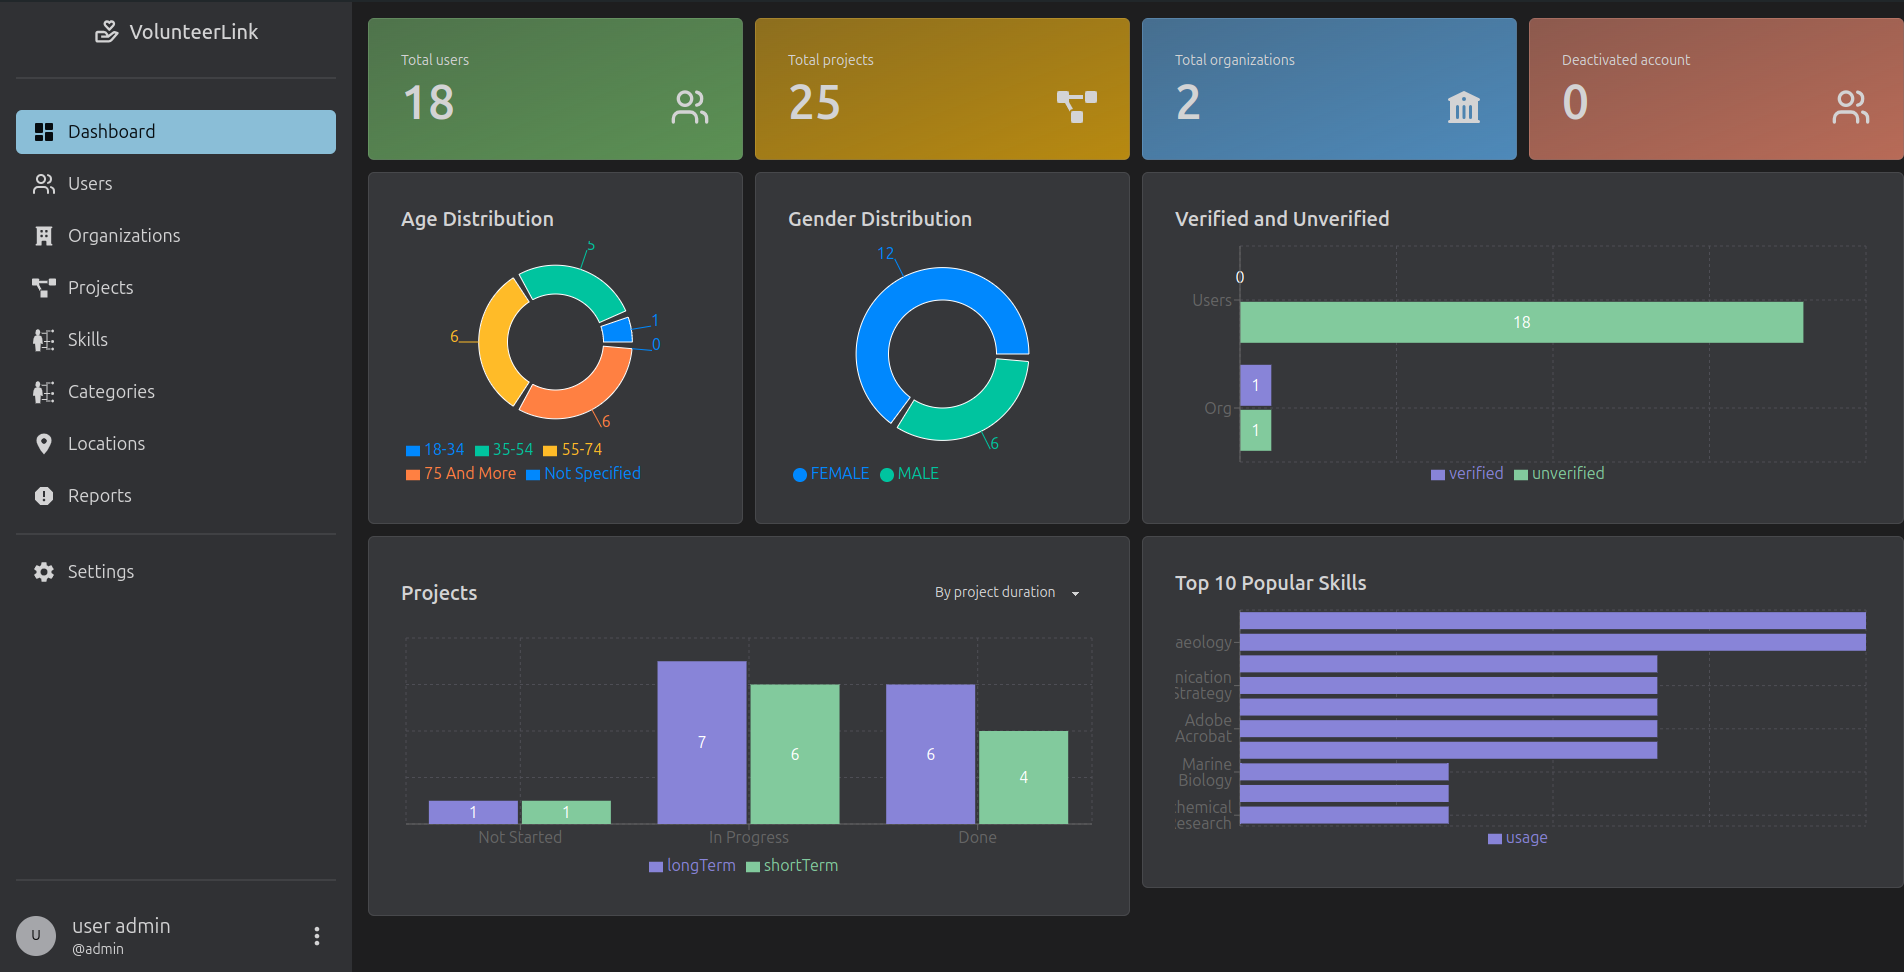 VolunteerLink
Dashboard
Users
Organizations
Projects
Skills
Categories
Locations
Reports
Settings
U
user admin
@admin
Total users
18
Total projects
25
Total organizations
2
Deactivated account
0
Age Distribution
5
1
0
6
6
18-34 35-54 55-74
75 And More Not Specified
Gender Distribution
12
6
FEMALE MALE
Verified and Unverified
0
Users
18
1
Org
1
verified unverified
Projects
By project duration
7
6
6
4
1
1
Not Started In Progress Done
longTerm shortTerm
Top 10 Popular Skills
aeology
nication
Strategy
Adobe
Acrobat
Marine
Biology
hemical
esearch
usage